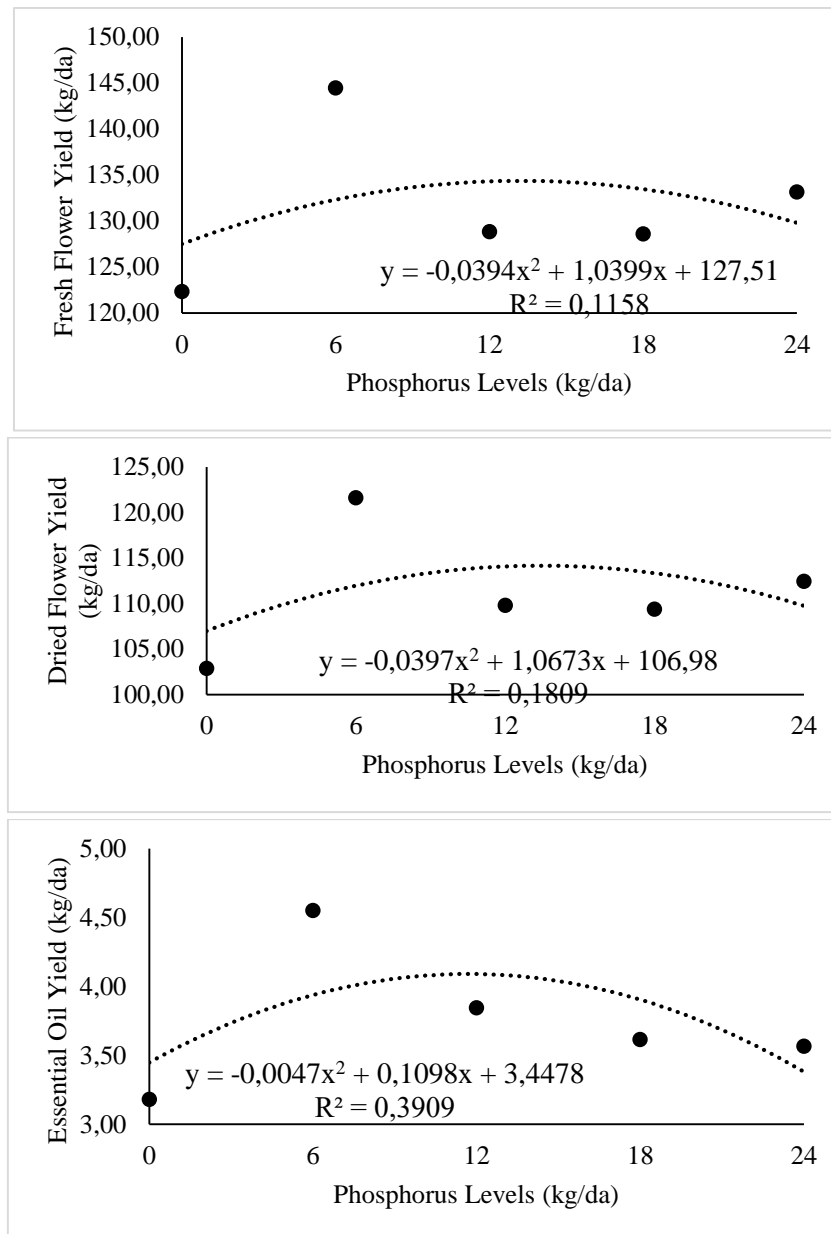 150,00
145,00
140,00
135,00
130,00
125,00
120,00
Fresh Flower Yield (kg/da)
y = -0,0394x² + 1,0399x + 127,51
R² = 0,1158
0 6 12 18 24
Phosphorus Levels (kg/da)
125,00
120,00
115,00
110,00
105,00
100,00
Dried Flower Yield
(kg/da)
y = -0,0397x² + 1,0673x + 106,98
R² = 0,1809
0 6 12 18 24
Phosphorus Levels (kg/da)
5,00
4,50
4,00
3,50
3,00
Essential Oil Yield (kg/da)
y = -0,0047x² + 0,1098x + 3,4478
R² = 0,3909
0 6 12 18 24
Phosphorus Levels (kg/da)